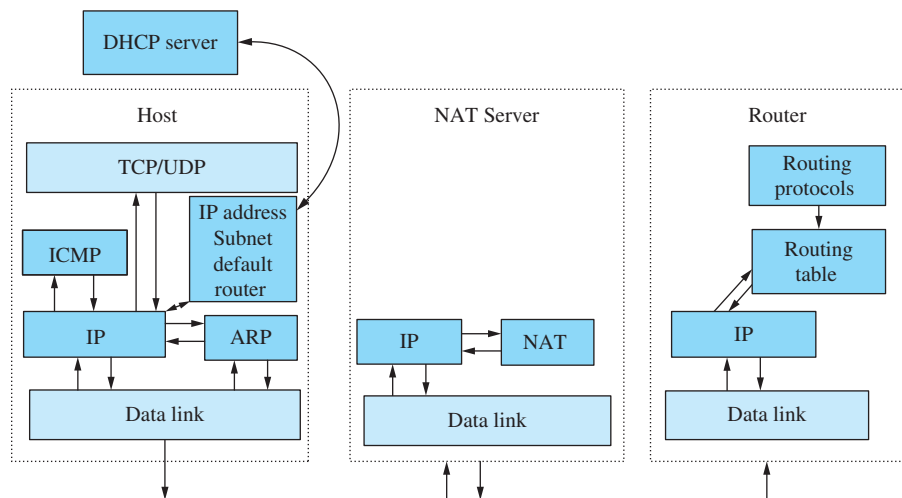 DHCP server
Host
TCP/UDP
IP address
Subnet
default
router
ICMP
IP
ARP
Data link
NAT Server
IP
NAT
Data link
Router
Routing
protocols
Routing
table
IP
Data link